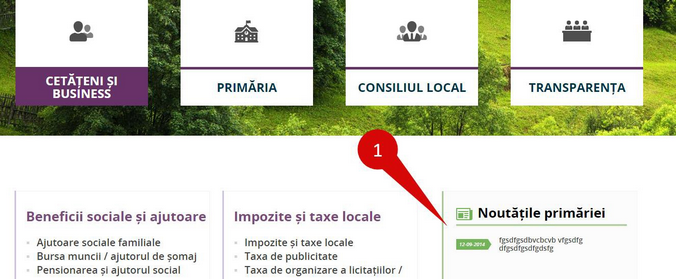 CETĂȚENI ȘI
BUSINESS
PRIMĂRIA
CONSILIUL LOCAL
TRANSPARENȚA
1
Beneficii sociale și ajutoare
Ajutoare sociale familiale
Bursa muncii / ajutorul de șomaj
Pensionarea și ajutorul social
Impozite și taxe locale
Impozite și taxe locale
Taxa de publicitate
Taxa de organizare a licitațiilor /
Noutățile primăriei
12-09-2014
fgsdfgsdbvcbcvb vfgsdfg
dfgsdfgsdfgdsfg